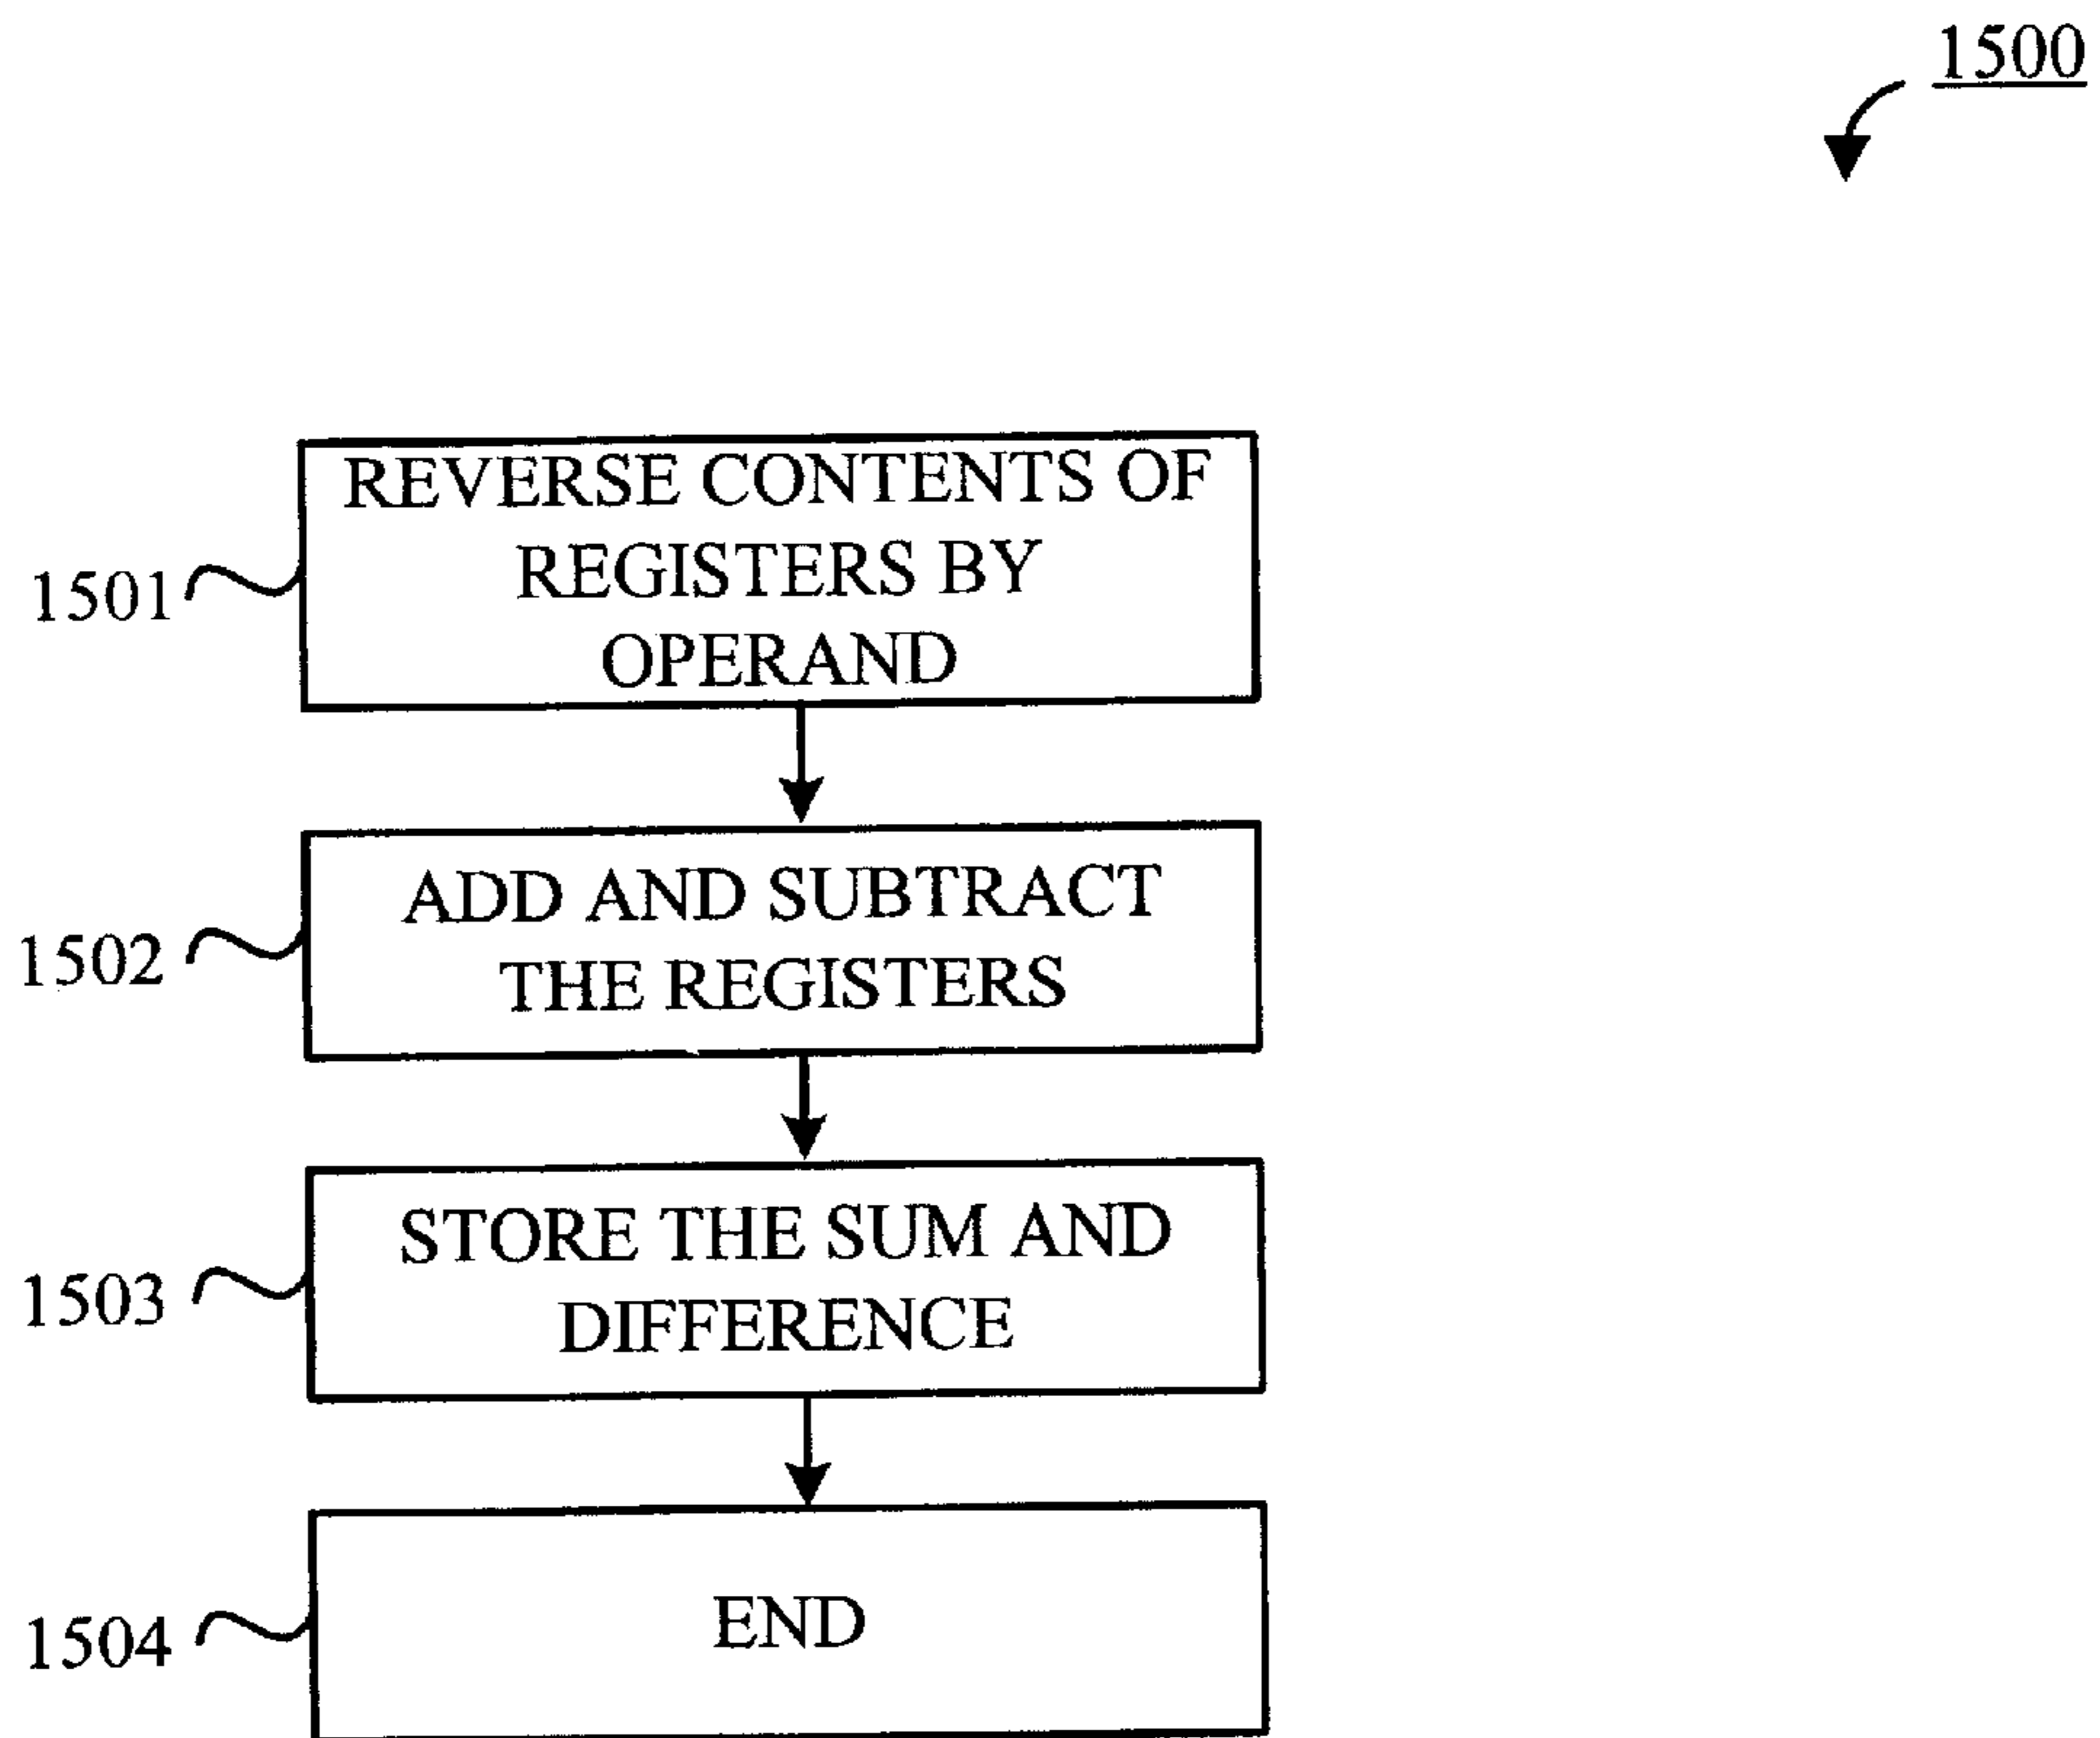 1500
REVERSE CONTENTS OF
REGISTERS BY
OPERAND
1501
ADD AND SUBTRACT
THE REGISTERS
1502
STORE THE SUM AND
DIFFERENCE
1503
END
1504